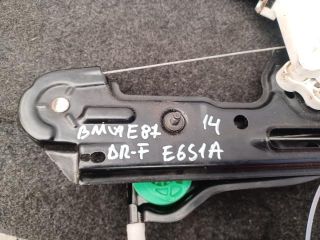 BMW E87 14
DR-F E6S1A